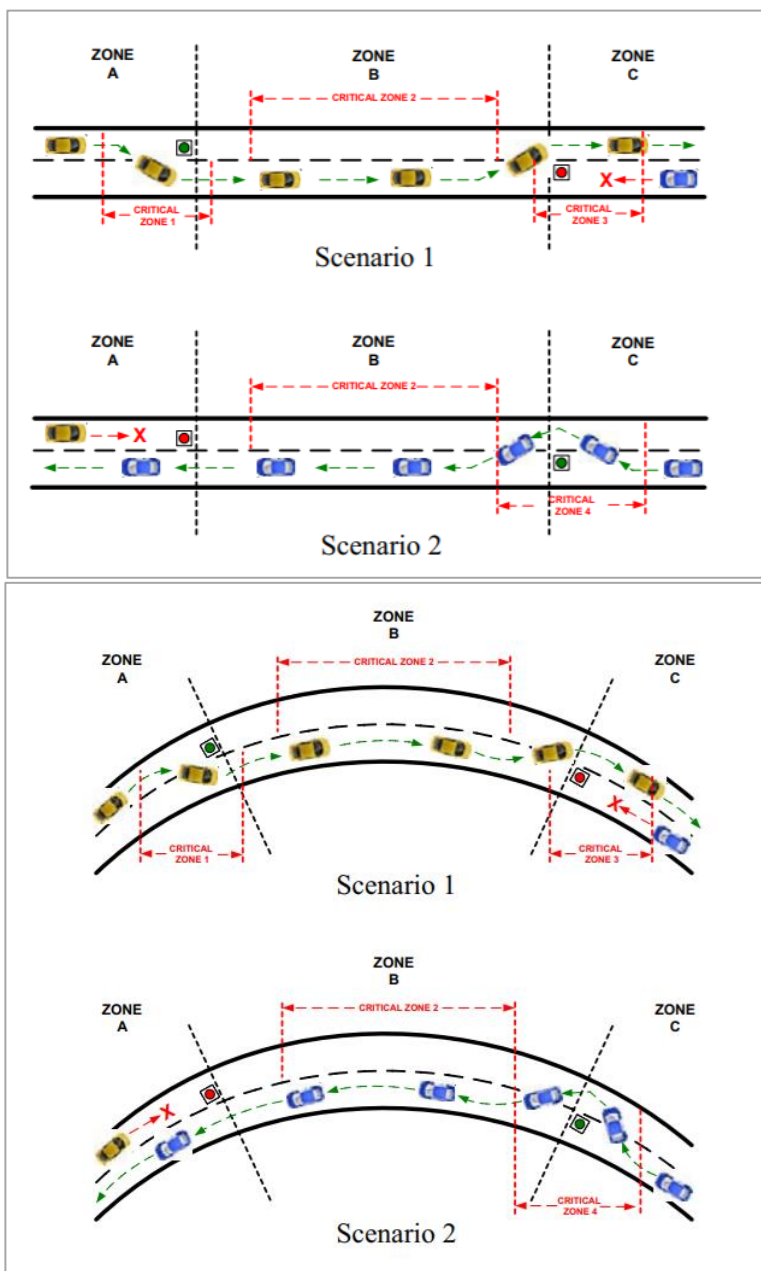 ZONE
A
ZONE
B
ZONE
C
CRITICAL ZONE 2
CRITICAL
ZONE 1
X
CRITICAL
ZONE 3
Scenario 1
ZONE
A
ZONE
B
ZONE
C
CRITICAL ZONE 2
X
CRITICAL
ZONE 4
Scenario 2
ZONE
B
ZONE
A
CRITICAL ZONE 2
ZONE
C
X
CRITICAL
ZONE 1
CRITICAL
ZONE 3
Scenario 1
ZONE
B
ZONE
A
CRITICAL ZONE 2
ZONE
C
X
CRITICAL
ZONE 4
Scenario 2